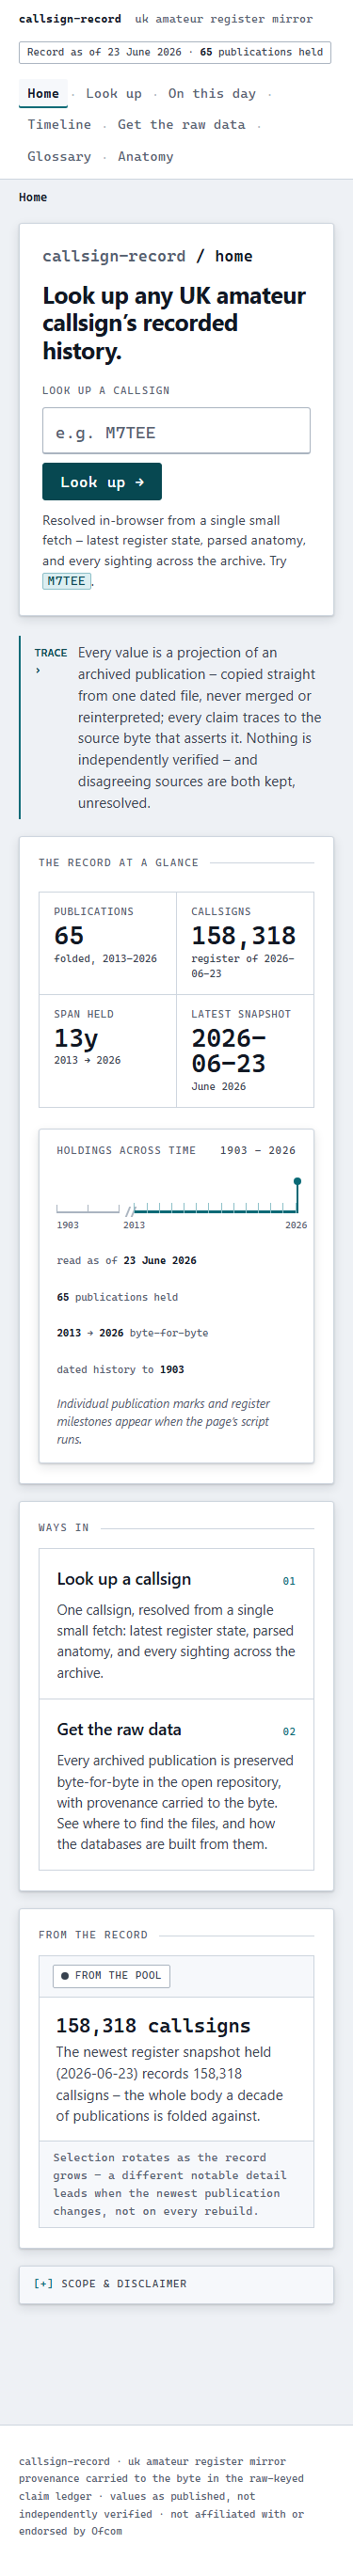 callsign-record uk amateur register mirror
Record as of 23 June 2026 · 65 publications held
Home · Look up · On this day ·
Timeline · Get the raw data ·
Glossary · Anatomy
Home
callsign-record / home
Look up any UK amateur
callsign’s recorded
history.
LOOK UP A CALLSIGN
e.g. M7TEE
Look up →
Resolved in-browser from a single small
fetch – latest register state, parsed anatomy,
and every sighting across the archive. Try
M7TEE.
TRACE ›
Every value is a projection of an
archived publication – copied straight
from one dated file, never merged or
reinterpreted; every claim traces to the
source byte that asserts it. Nothing is
independently verified – and
disagreeing sources are both kept,
unresolved.
THE RECORD AT A GLANCE
PUBLICATIONS
65
folded, 2013–2026
CALLSIGNS
158,318
register of 2026-
06-23
SPAN HELD
13y
2013 → 2026
LATEST SNAPSHOT
2026-
06-23
June 2026
HOLDINGS ACROSS TIME 1903 – 2026
1903 2013 2026
read as of 23 June 2026
65 publications held
2013 → 2026 byte-for-byte
dated history to 1903
Individual publication marks and register
milestones appear when the page’s script
runs.
WAYS IN
Look up a callsign 01
One callsign, resolved from a single
small fetch: latest register state, parsed
anatomy, and every sighting across the
archive.
Get the raw data 02
Every archived publication is preserved
byte-for-byte in the open repository,
with provenance carried to the byte.
See where to find the files, and how
the databases are built from them.
FROM THE RECORD
FROM THE POOL
158,318 callsigns
The newest register snapshot held
(2026-06-23) records 158,318
callsigns – the whole body a decade
of publications is folded against.
Selection rotates as the record
grows – a different notable detail
leads when the newest publication
changes, not on every rebuild.
[+] SCOPE & DISCLAIMER
callsign-record · uk amateur register mirror
provenance carried to the byte in the raw-keyed
claim ledger · values as published, not
independently verified · not affiliated with or
endorsed by Ofcom